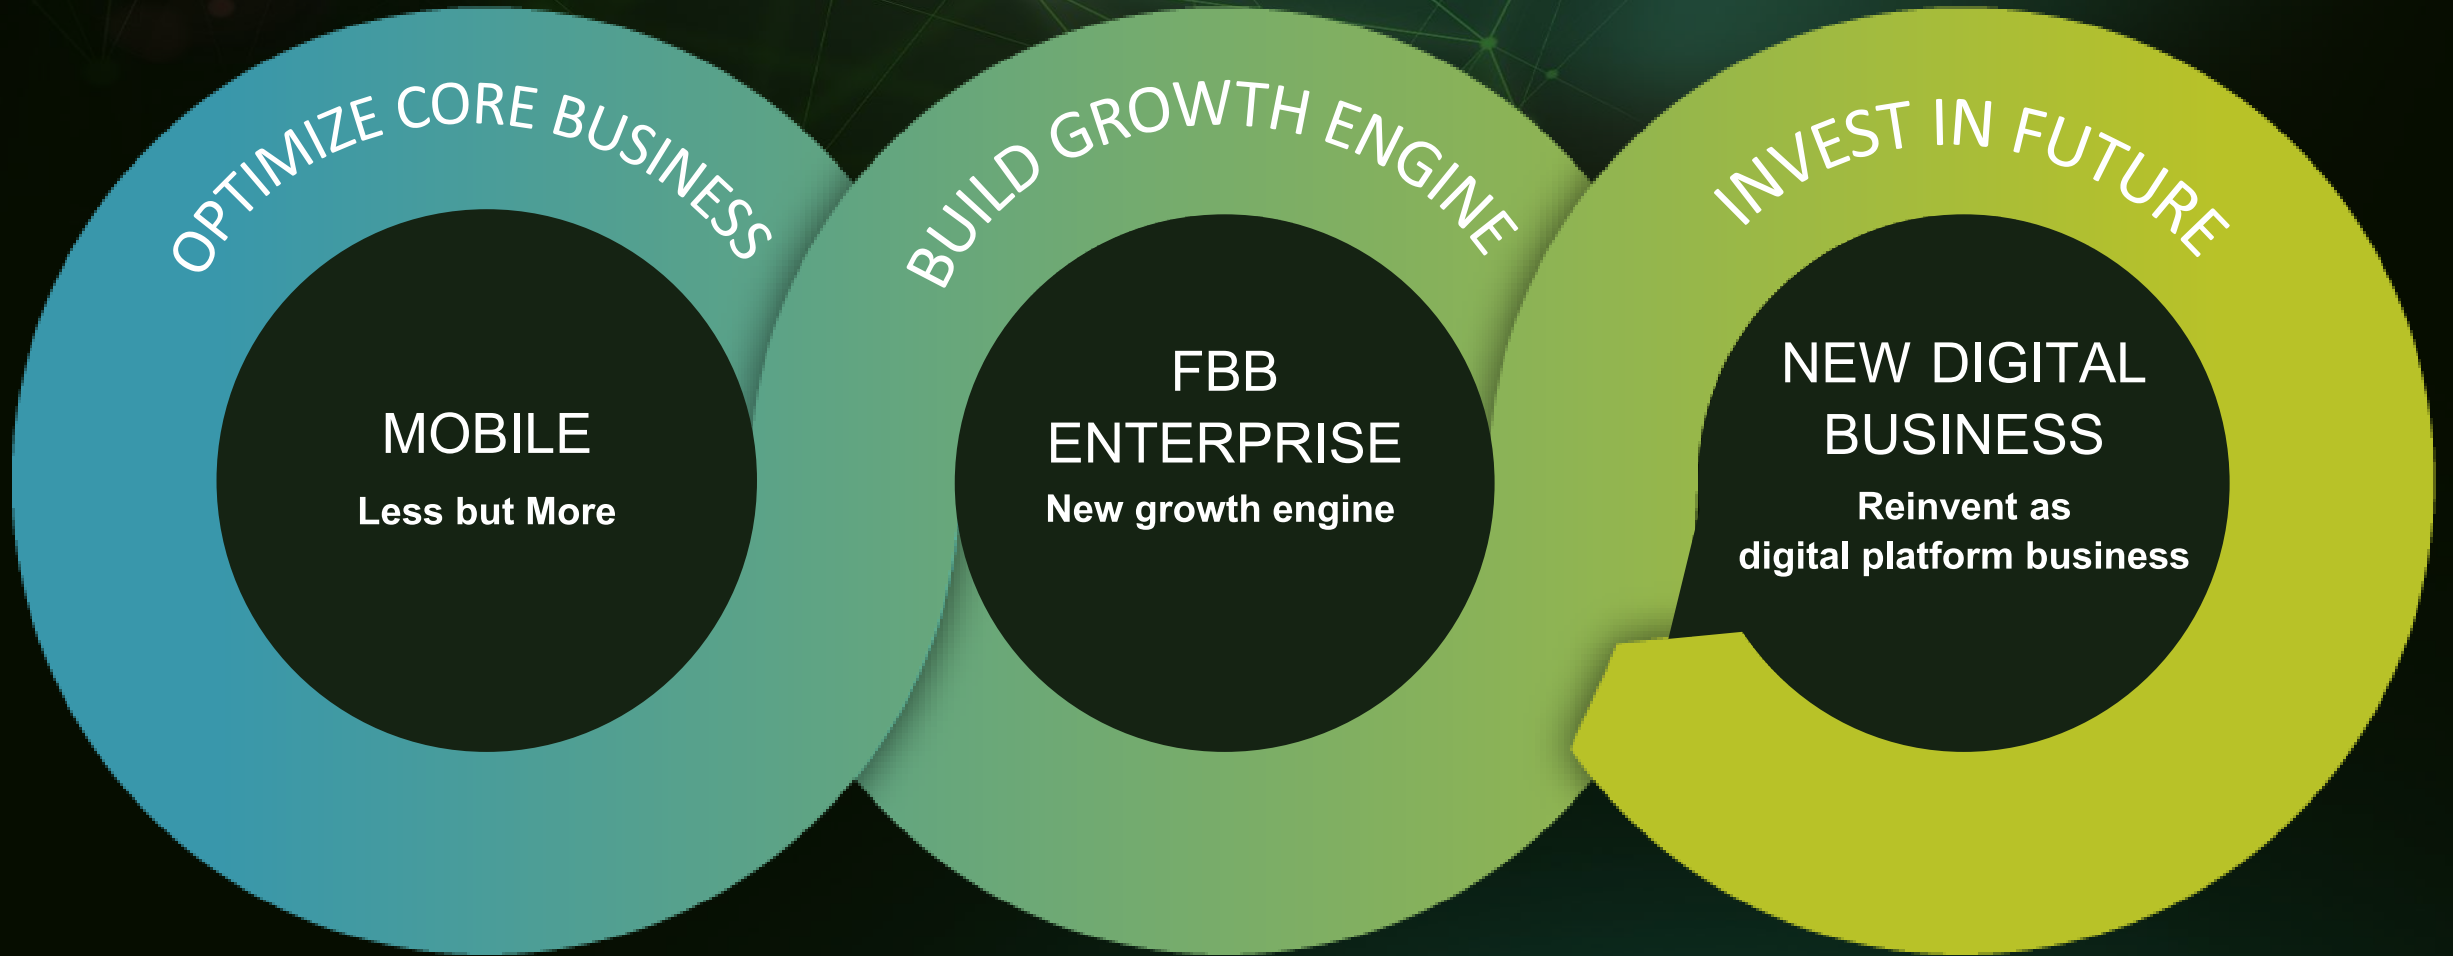 OPTIMIZE CORE BUSINESS
MOBILE
Less but More
BUILD GROWTH ENGINE
FBB
ENTERPRISE
New growth engine
INVEST IN FUTURE
NEW DIGITAL
BUSINESS
Reinvent as
digital platform business